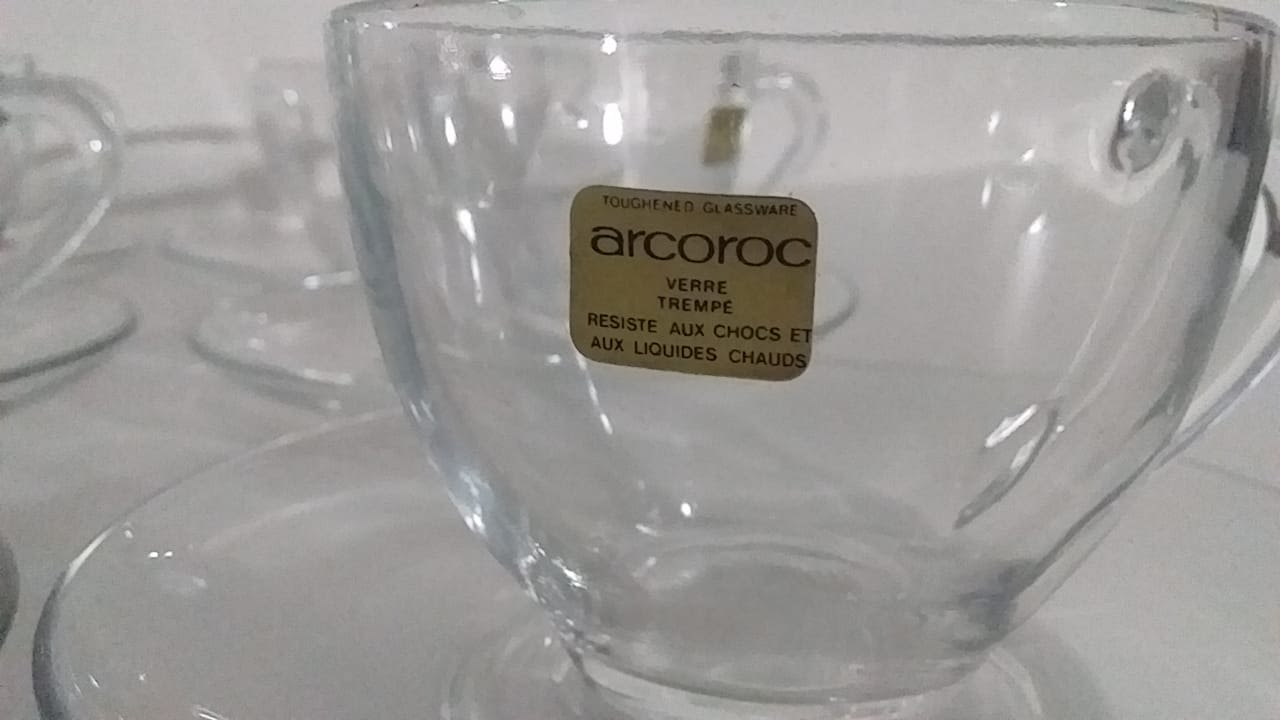 TOUGHENED GLASSWARE
arcoroc
VERRE
TREMPÉ
RESISTE AUX CHOCS ET
AUX LIQUIDES CHAUDS